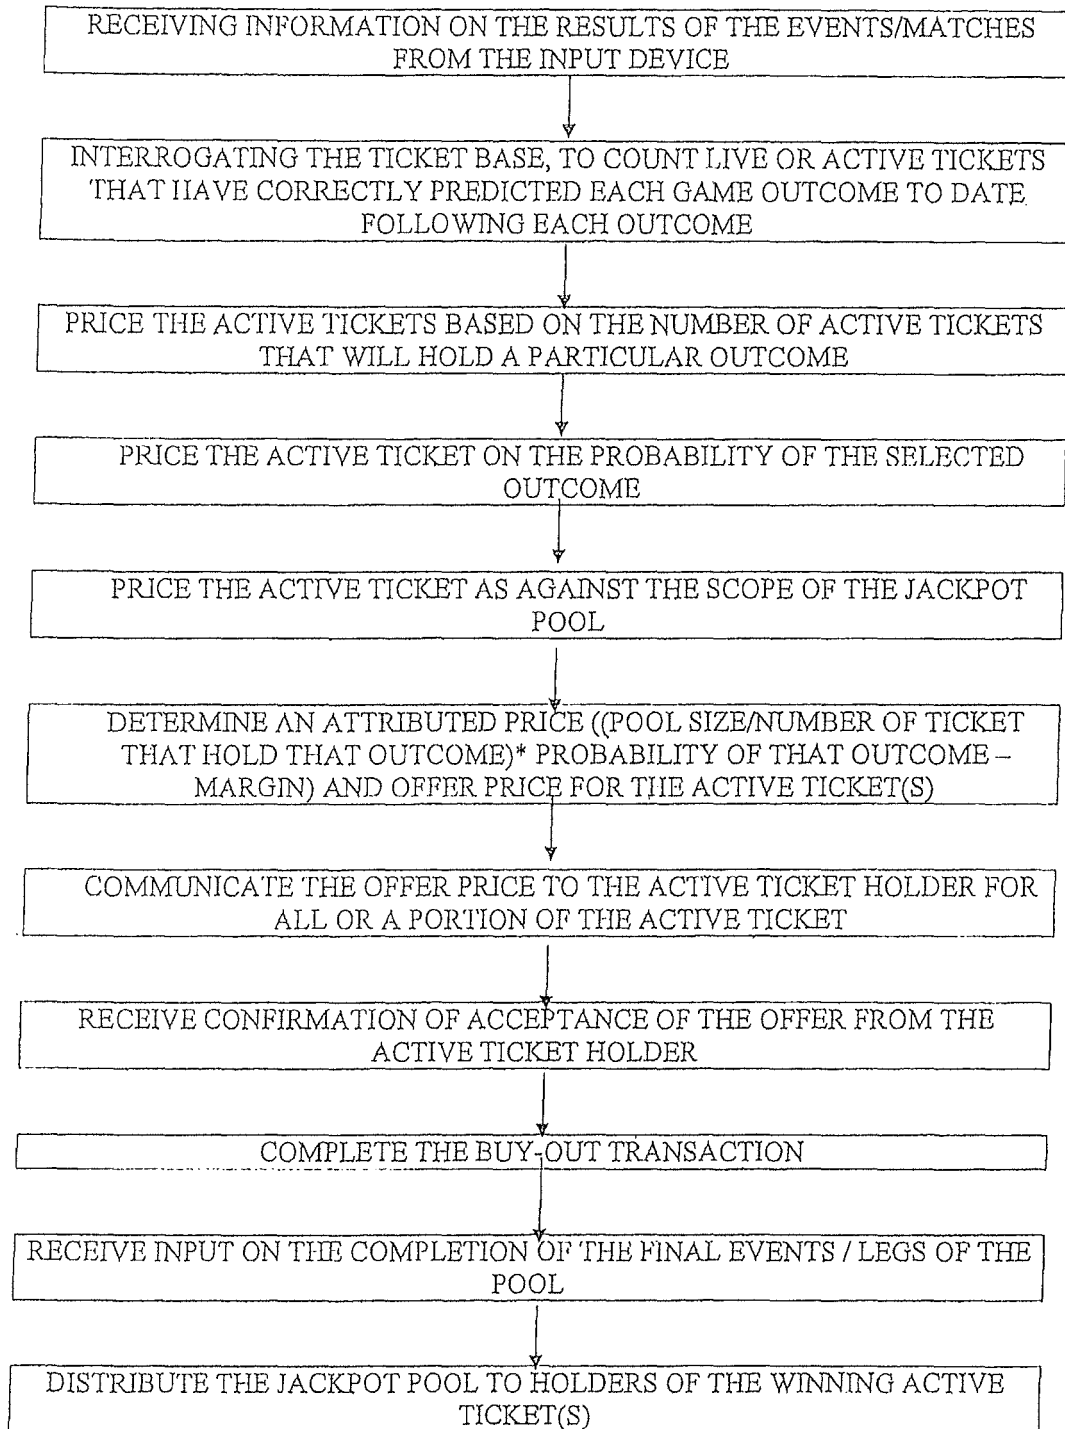 RECEIVING INFORMATION ON THE RESULTS OF THE EVENTS/MATCHES
FROM THE INPUT DEVICE
INTERROGATING THE TICKET BASE, TO COUNT LIVE OR ACTIVE TICKETS
THAT HAVE CORRECTLY PREDICTED EACH GAME OUTCOME TO DATE
FOLLOWING EACH OUTCOME
PRICE THE ACTIVE TICKETS BASED ON THE NUMBER OF ACTIVE TICKETS
THAT WILL HOLD A PARTICULAR OUTCOME
PRICE THE ACTIVE TICKET ON THE PROBABILITY OF THE SELECTED
OUTCOME
PRICE THE ACTIVE TICKET AS AGAINST THE SCOPE OF THE JACKPOT
POOL
DETERMINE AN ATTRIBUTED PRICE ((POOL SIZE/NUMBER OF TICKET
THAT HOLD THAT OUTCOME)* PROBABILITY OF THAT OUTCOME –
MARGIN) AND OFFER PRICE FOR THE ACTIVE TICKET(S)
COMMUNICATE THE OFFER PRICE TO THE ACTIVE TICKET HOLDER FOR
ALL OR A PORTION OF THE ACTIVE TICKET
RECEIVE CONFIRMATION OF ACCEPTANCE OF THE OFFER FROM THE
ACTIVE TICKET HOLDER
COMPLETE THE BUY-OUT TRANSACTION
RECEIVE INPUT ON THE COMPLETION OF THE FINAL EVENTS / LEGS OF THE
POOL
DISTRIBUTE THE JACKPOT POOL TO HOLDERS OF THE WINNING ACTIVE
TICKET(S)